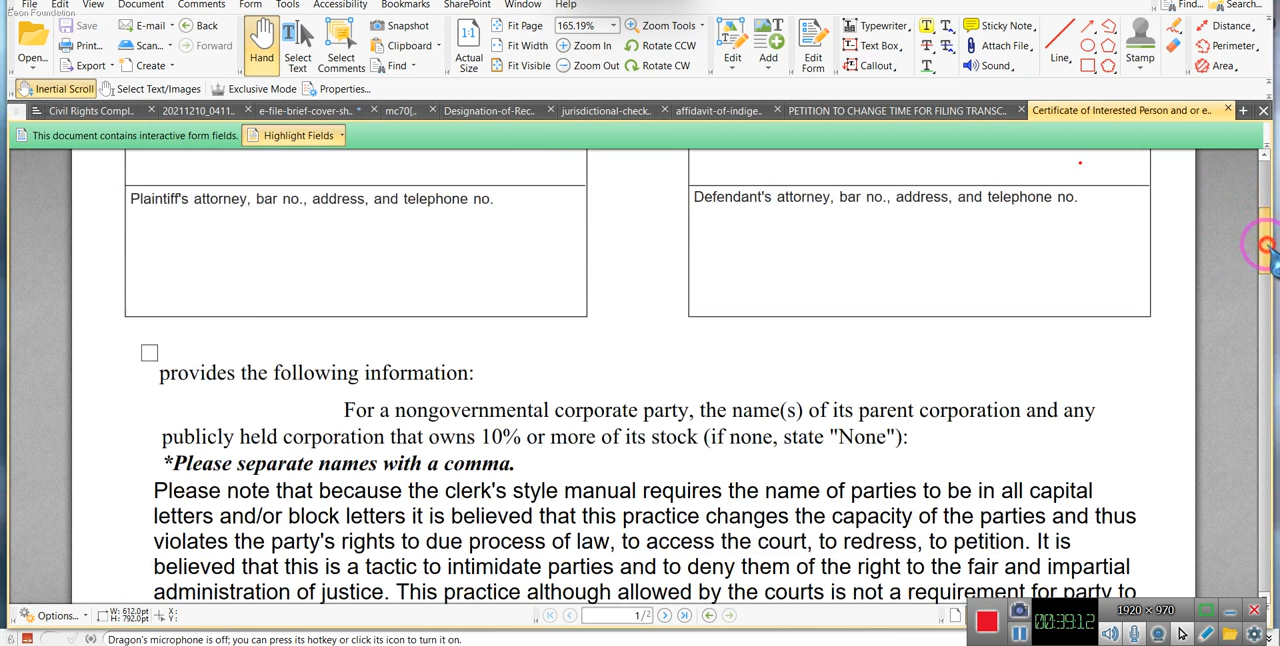 File Edit View Document Comments Form Tools Accessibility Bookmarks SharePoint Window Help
Find... Search...
Eaon Foundation
Save E-mail Back Snapshot 165.19% Zoom Tools Typewriter Sticky Note Distance
Print... Scan... Forward Clipboard Fit Width Zoom In Rotate CCW Text Box Attach File Perimeter
Open... Export Create Hand Select Text Select Comments Find Actual Size Fit Visible Zoom Out Rotate CW Edit Add Edit Form Callout Sound Line Stamp Area
Fit Page
Inertial Scroll Select Text/Images Exclusive Mode Properties...
Civil Rights Compl... 20211210_0411... e-file-brief-cover-sh.. * mc70[... Designation-of-Rec... jurisdictional-check.. affidavit-of-indige.. PETITION TO CHANGE TIME FOR FILING TRANSC... Certificate of Interested Person and or e..
This document contains interactive form fields. Highlight Fields
Plaintiff's attorney, bar no., address, and telephone no.
Defendant's attorney, bar no., address, and telephone no.
provides the following information:
For a nongovernmental corporate party, the name(s) of its parent corporation and any
publicly held corporation that owns 10% or more of its stock (if none, state "None"):
*Please separate names with a comma.
Please note that because the clerk's style manual requires the name of parties to be in all capital
letters and/or block letters it is believed that this practice changes the capacity of the parties and thus
violates the party's rights to due process of law, to access the court, to redress, to petition. It is
believed that this is a tactic to intimidate parties and to deny them of the right to the fair and impartial
administration of justice. This practice although allowed by the courts is not a requirement for party to
Options... W: 612.0pt H: 792.0pt X: Y: 1/2
1920 × 970
00:39:12
Dragon's microphone is off; you can press its hotkey or click its icon to turn it on.